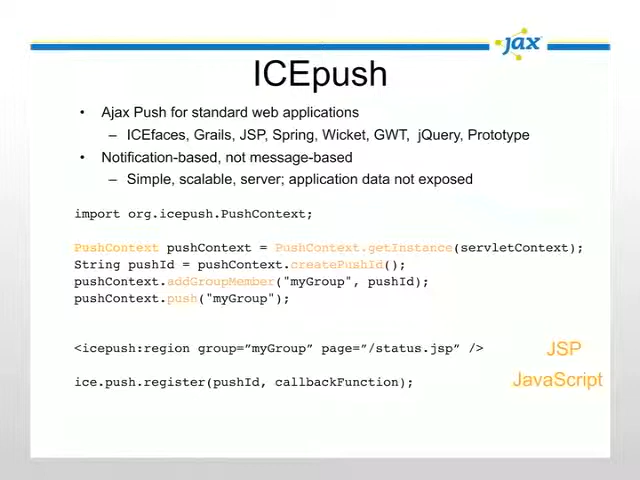 jax
ICEpush
• Ajax Push for standard web applications
– ICEfaces, Grails, JSP, Spring, Wicket, GWT, jQuery, Prototype
• Notification-based, not message-based
– Simple, scalable, server; application data not exposed
import org.icepush.PushContext;
PushContext pushContext = PushContext.getInstance(servletContext);
String pushId = pushContext.createPushId();
pushContext.addGroupMember("myGroup", pushId);
pushContext.push("myGroup");
<icepush:region group=”myGroup” page=”/status.jsp” /> JSP
ice.push.register(pushId, callbackFunction); JavaScript